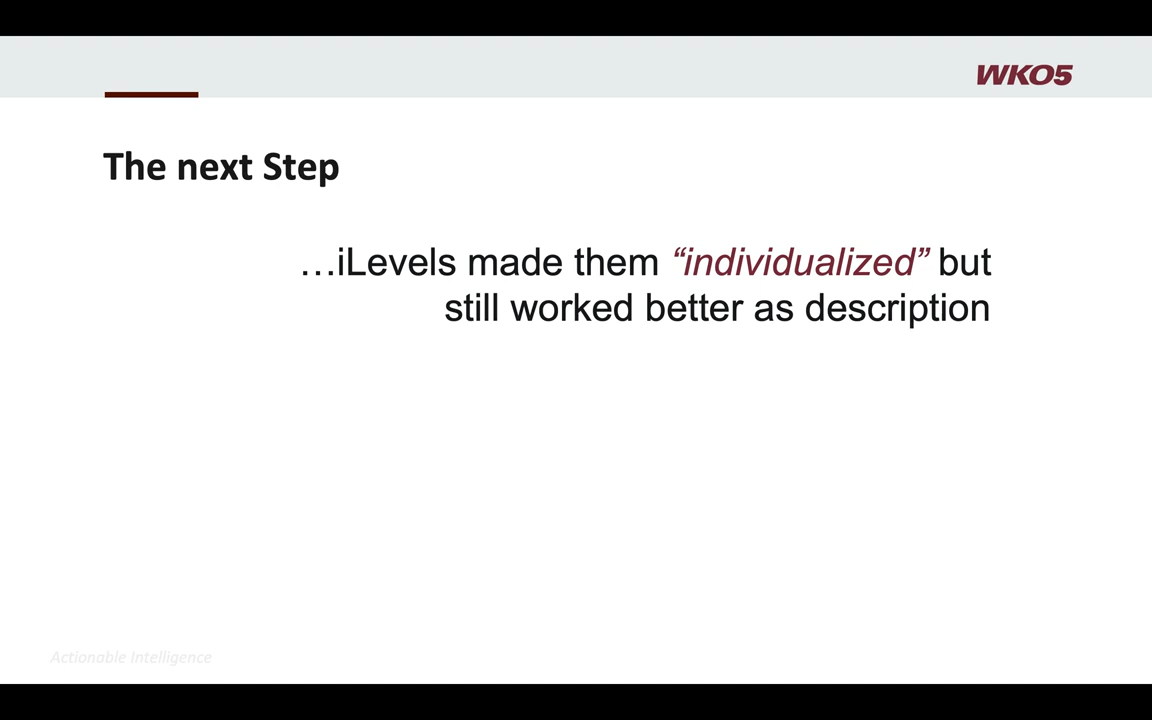 WKO5
The next Step
…iLevels made them “individualized” but
still worked better as description
Actionable Intelligence